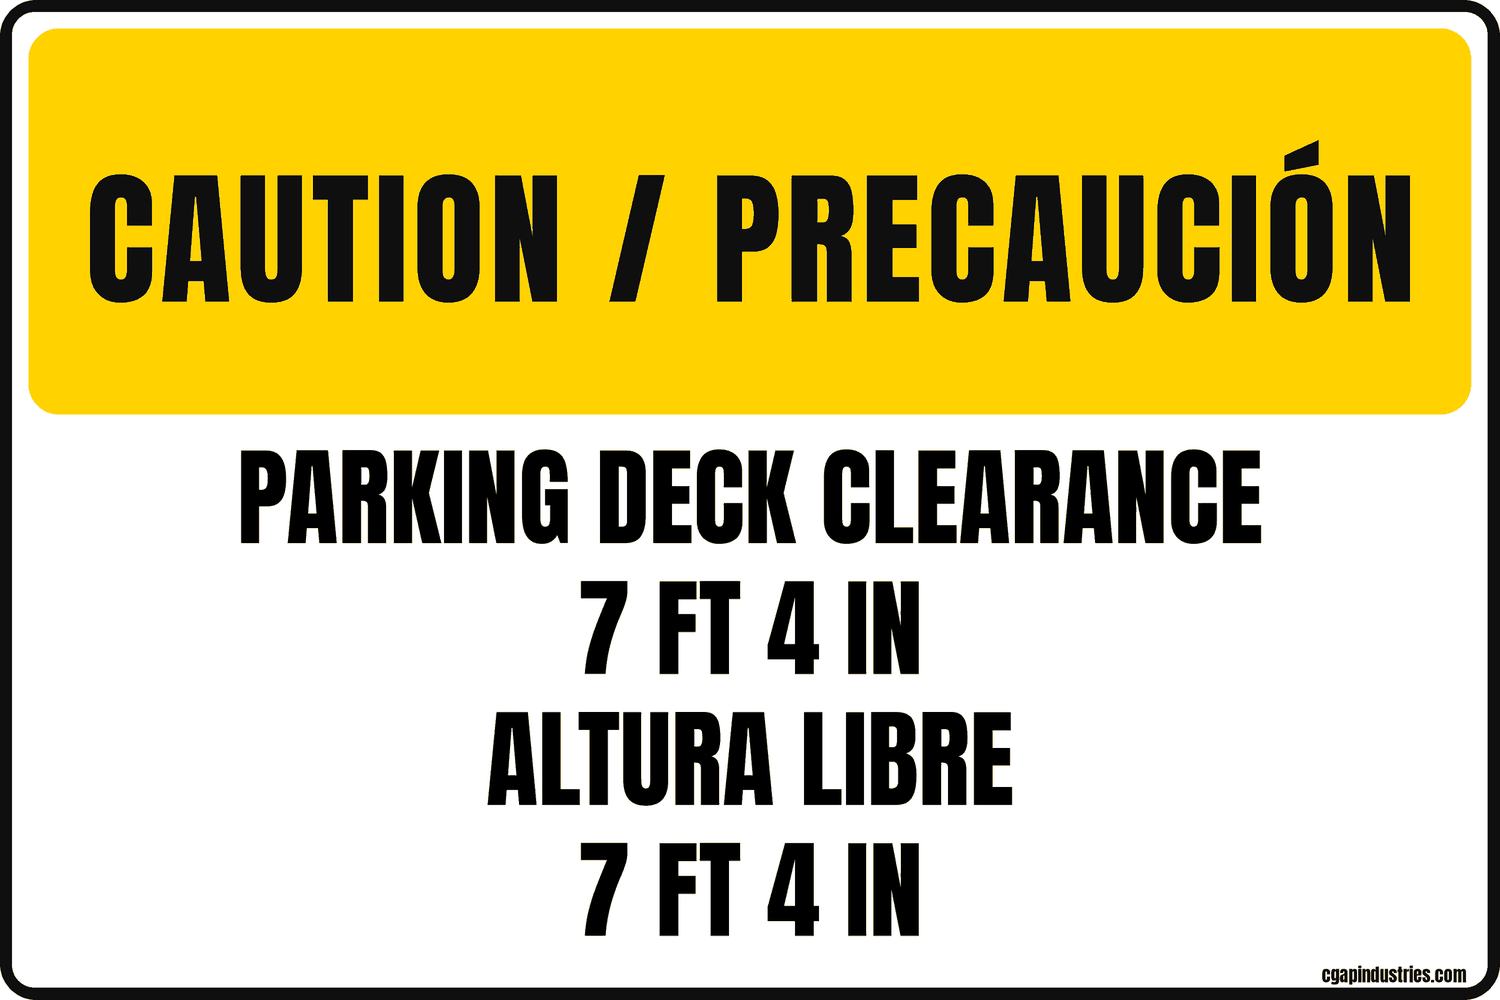 CAUTION / PRECAUCIÓN
PARKING DECK CLEARANCE
7 FT 4 IN
ALTURA LIBRE
7 FT 4 IN
cgapindustries.com